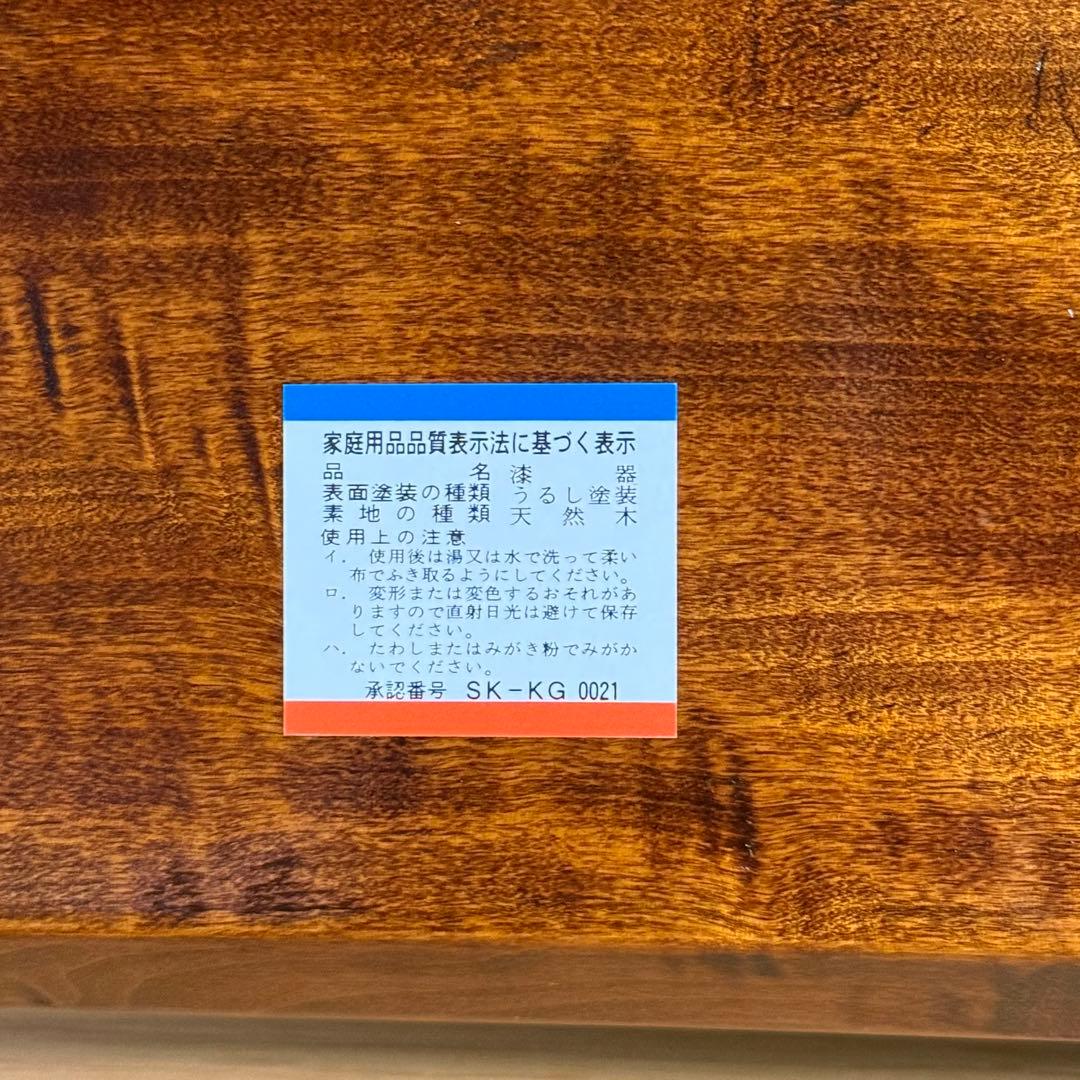 家庭用品品質表示法に基づく表示
品名 漆器
表面塗装の種類 うるし塗装
素地の種類 天然木
使用上の注意
イ. 使用後は湯又は水で洗って柔い
布でふき取るようにしてください。
ロ. 変形または変色するおそれがあ
りますので直射日光は避けて保存
してください。
ハ. たわしまたはみがき粉でみがか
ないでください。
承認番号 SK-KG 0021